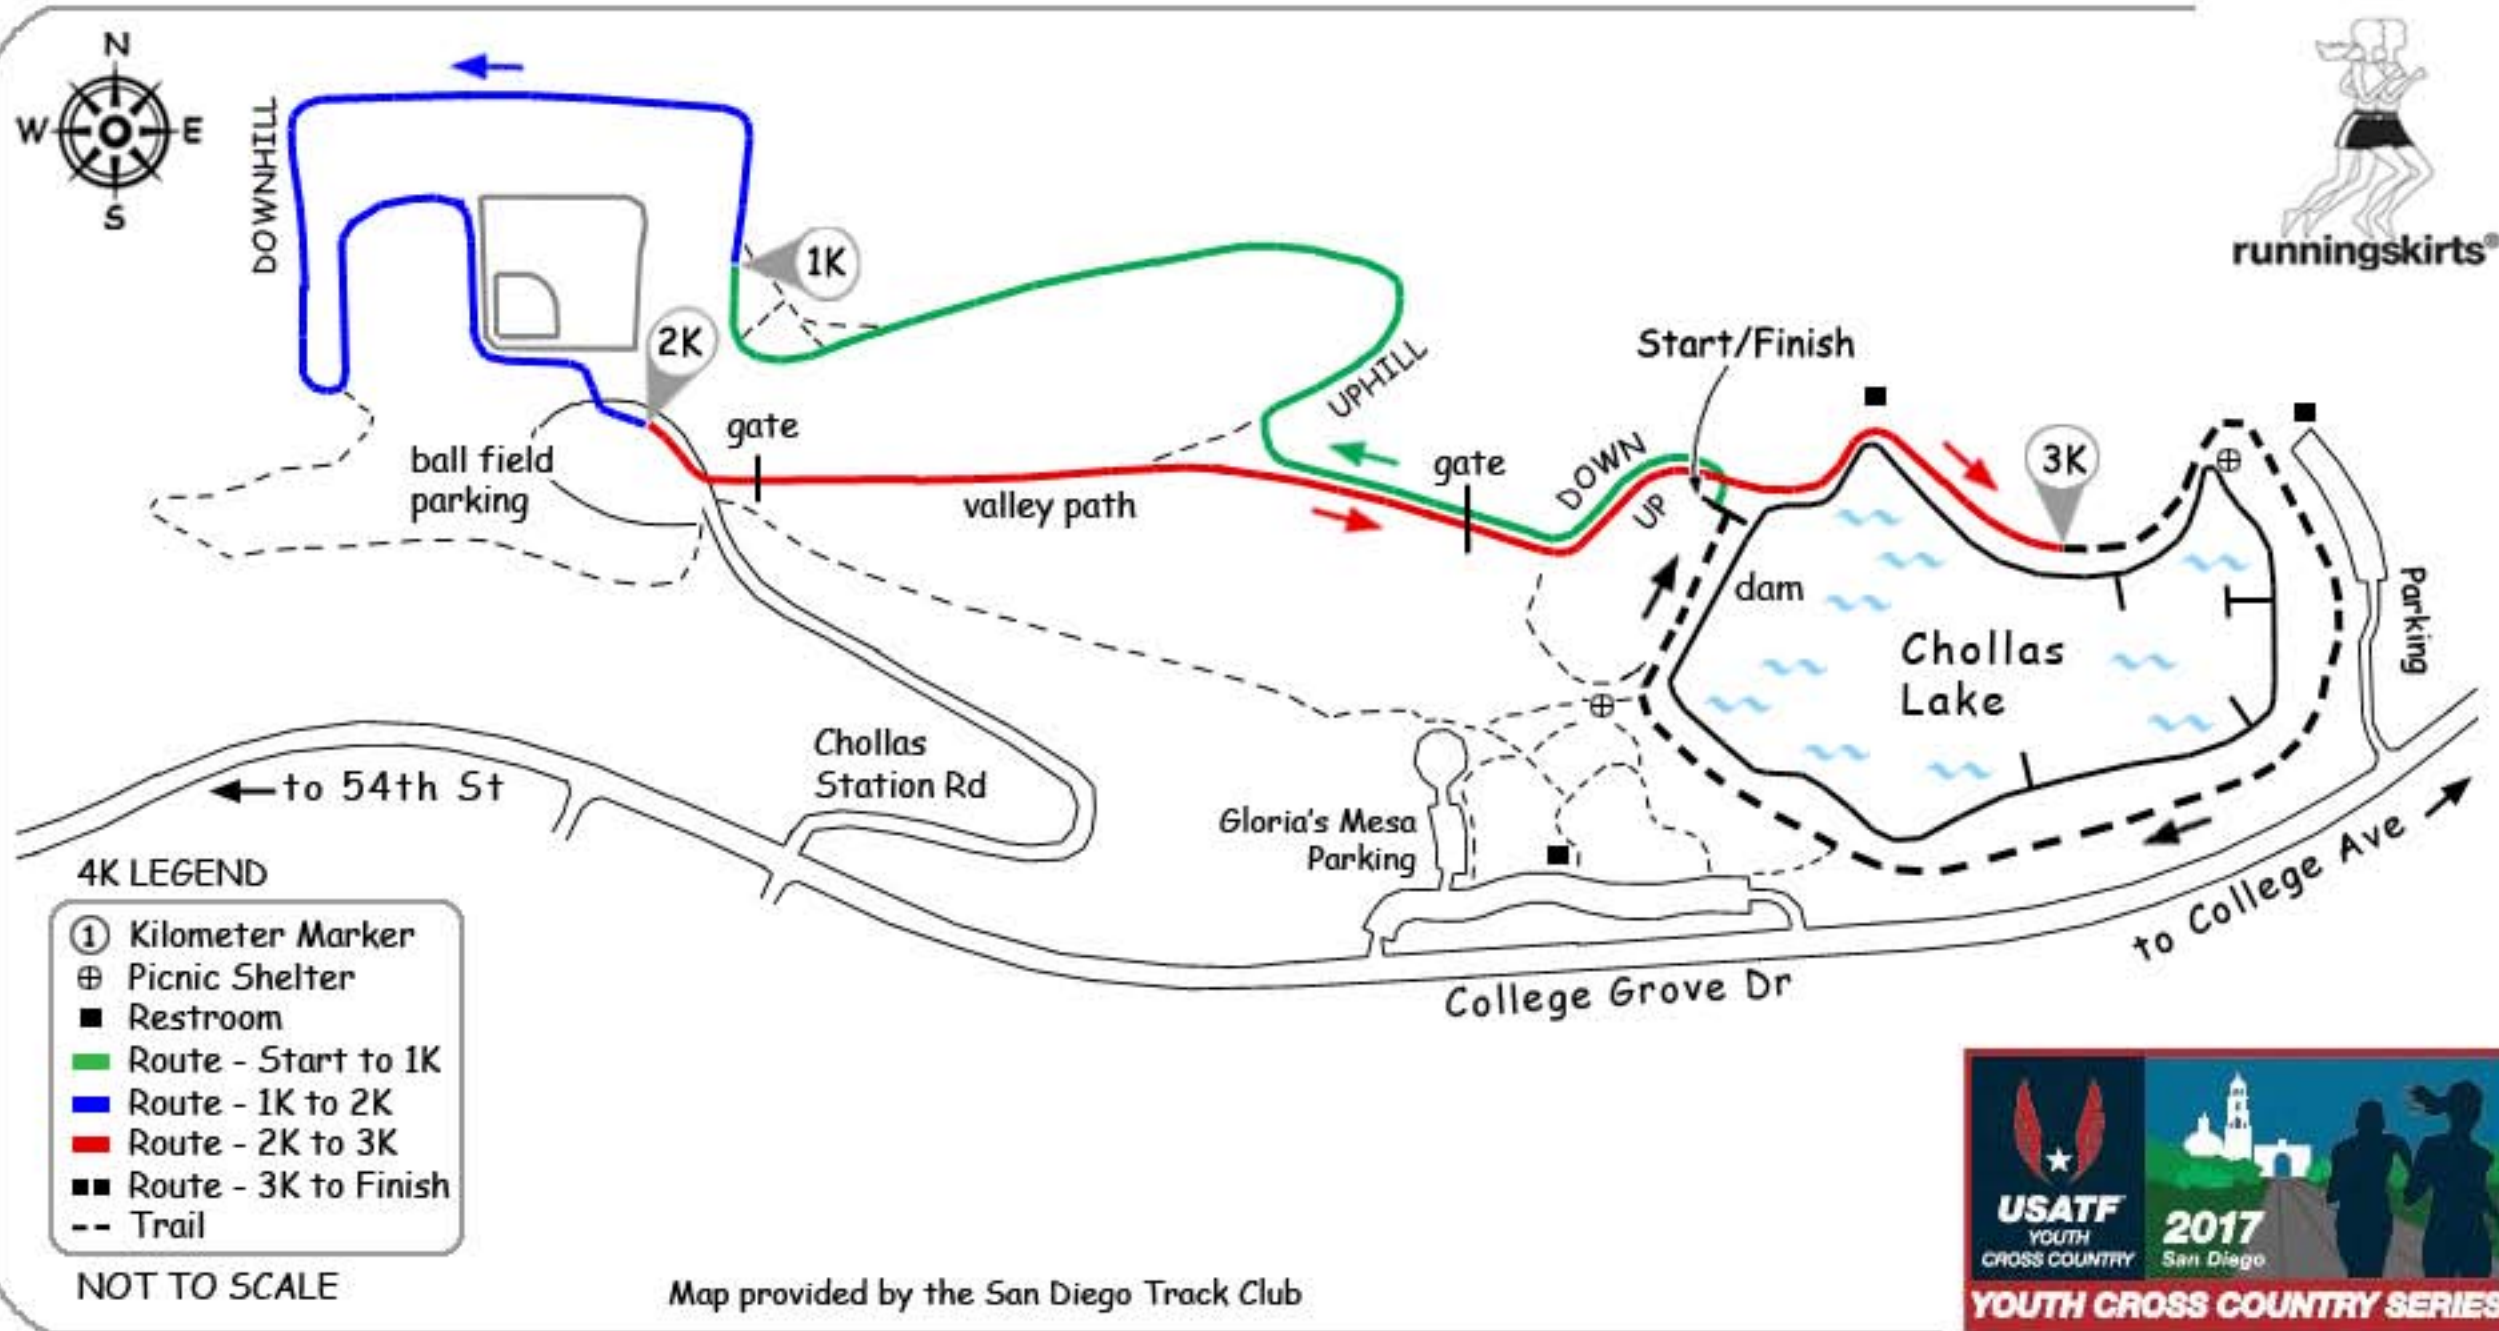 N
W
E
S
DOWNHILL
1K
2K
runningskirts®
Start/Finish
UPHILL
gate
gate
DOWN
UP
3K
ball field
parking
valley path
dam
Chollas
Lake
Parking
Chollas
Station Rd
to 54th St
Gloria's Mesa
Parking
College Grove Dr
to College Ave
4K LEGEND
1 Kilometer Marker
Picnic Shelter
Restroom
Route - Start to 1K
Route - 1K to 2K
Route - 2K to 3K
Route - 3K to Finish
Trail
NOT TO SCALE
Map provided by the San Diego Track Club
USATF
YOUTH
CROSS COUNTRY
2017
San Diego
YOUTH CROSS COUNTRY SERIES